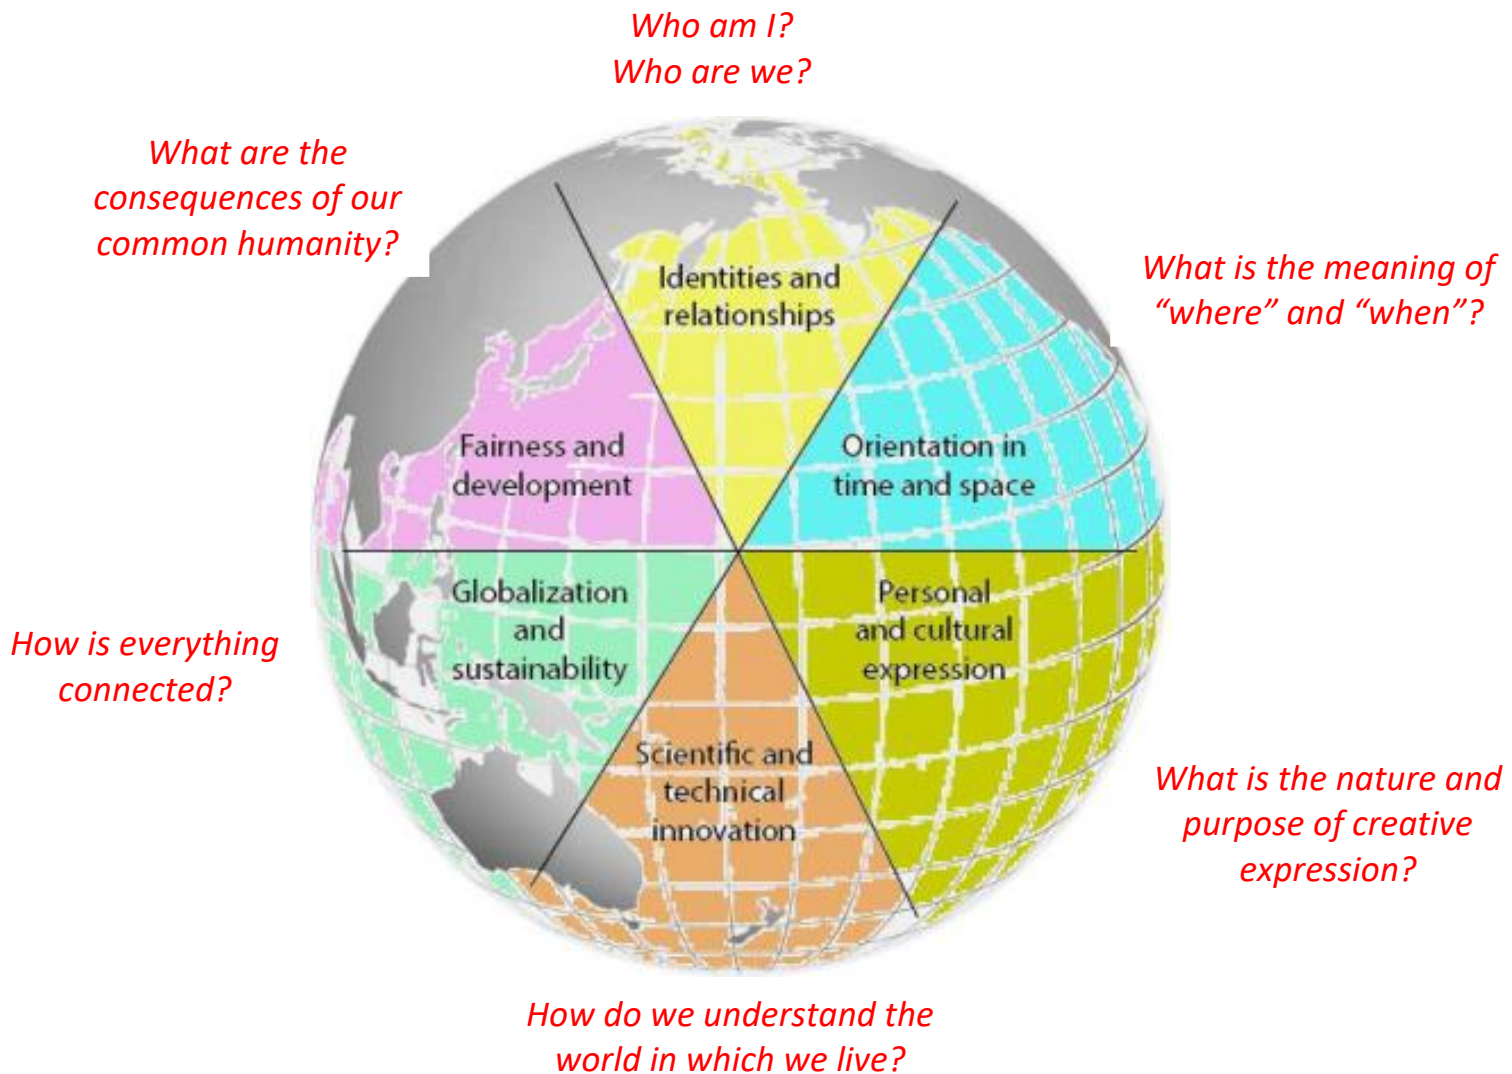 Who am I?
Who are we?
What are the
consequences of our
common humanity?
What is the meaning of
“where” and “when”?
Identities and
relationships
Fairness and
development
Orientation in
time and space
Globalization
and
sustainability
Personal
and cultural
expression
How is everything
connected?
Scientific and
technical
innovation
What is the nature and
purpose of creative
expression?
How do we understand the
world in which we live?